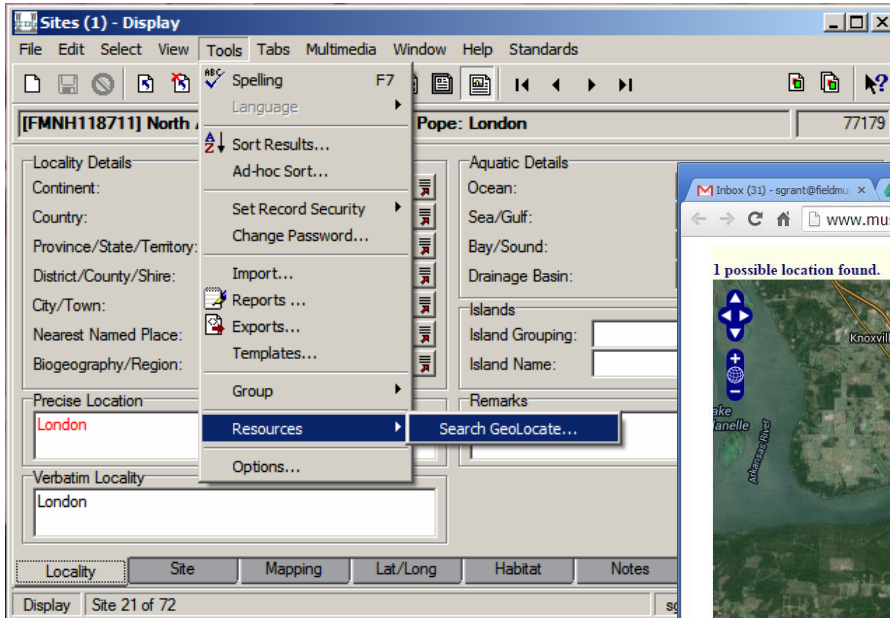 Sites (1) - Display
File Edit Select View Tools Tabs Multimedia Window Help Standards
[FMNH118711] North Pope: London 77179
ABC Spelling F7
Language
A Z Sort Results...
Ad-hoc Sort...
Set Record Security
Change Password...
Import...
Reports ...
Exports...
Templates...
Group
Resources
Search GeoLocate...
Options...
Locality Details
Continent:
Country:
Province/State/Territory:
District/County/Shire:
City/Town:
Nearest Named Place:
Biogeography/Region:
Aquatic Details
Ocean:
Sea/Gulf:
Bay/Sound:
Drainage Basin:
Islands
Island Grouping:
Island Name:
Precise Location
London
Remarks
Verbatim Locality
London
Locality Site Mapping Lat/Long Habitat Notes
Display Site 21 of 72 sg
Inbox (31) - sgrant@fieldmu
www.mus
1 possible location found.
Knoxvill
ake
anelle
Arkansas River